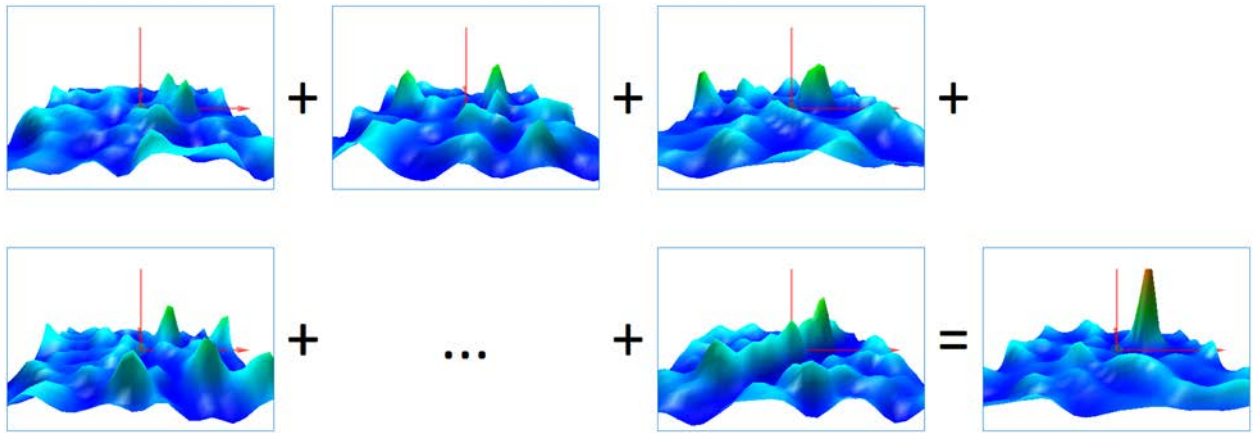 + + +
+ ... + =